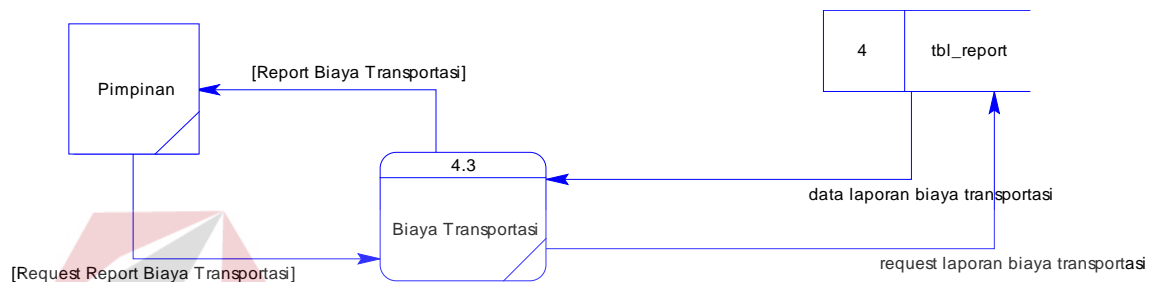 4
tbl_report
[Report Biaya Transportasi]
Pimpinan
4.3
data laporan biaya transportasi
Biaya Transportasi
request laporan biaya transportasi
[Request Report Biaya Transportasi]